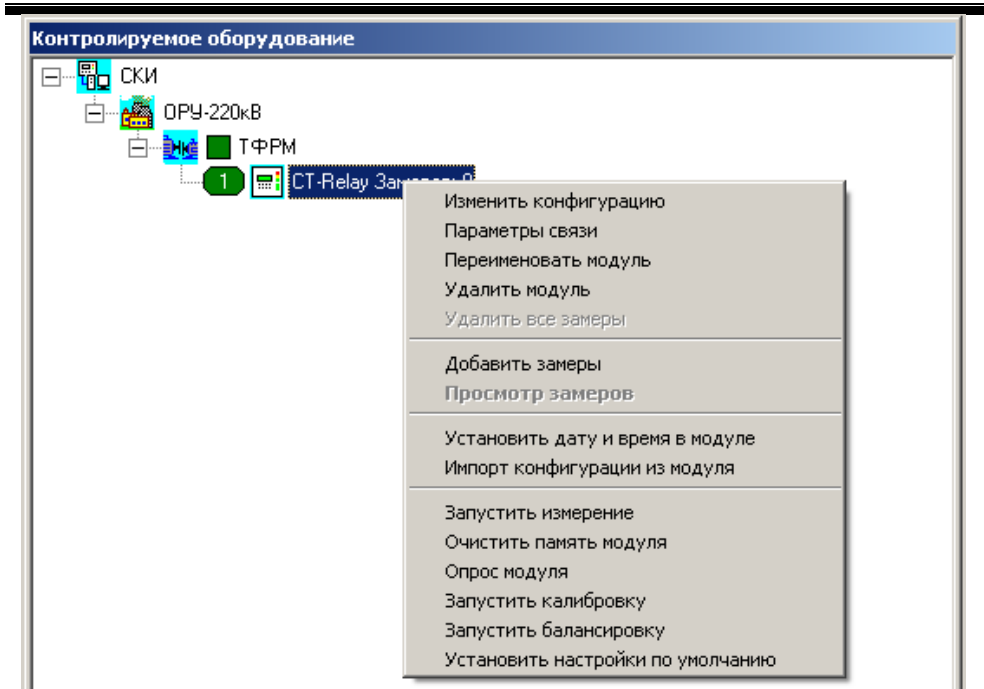 Контролируемое оборудование
СКИ
ОРУ-220кВ
ТФРМ
1 CT-Relay
Изменить конфигурацию
Параметры связи
Переименовать модуль
Удалить модуль
Удалить все замеры
Добавить замеры
Просмотр замеров
Установить дату и время в модуле
Импорт конфигурации из модуля
Запустить измерение
Очистить память модуля
Опрос модуля
Запустить калибровку
Запустить балансировку
Установить настройки по умолчанию